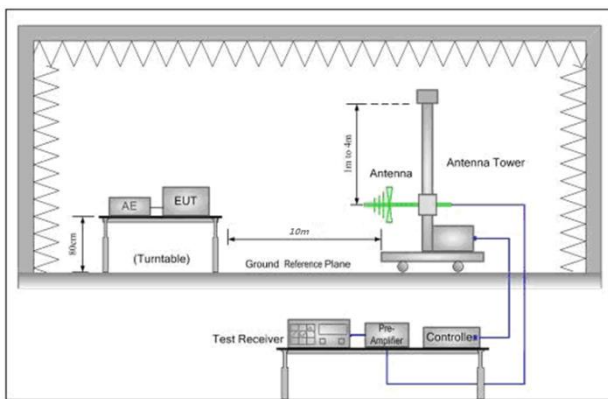 1m to 4m
Antenna
Antenna Tower
AE
EUT
80cm
(Turntable)
10m
Ground Reference Plane
Test Receiver
Pre-
Amplifier
Controller